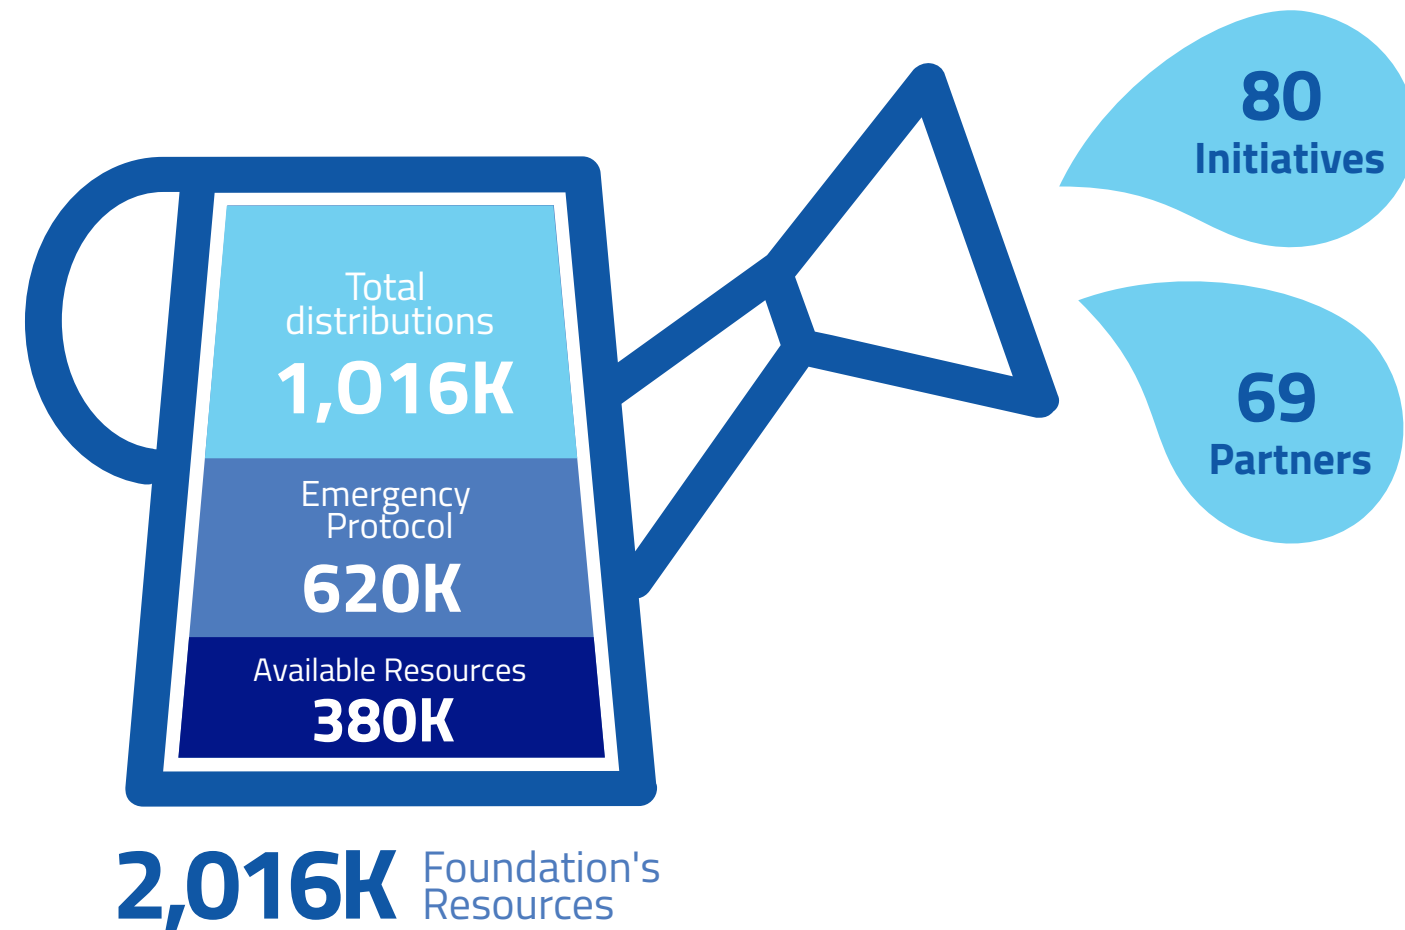 80
Initiatives
Total
distributions
1,016K
69
Partners
Emergency
Protocol
620K
Available Resources
380K
2,016K
Foundation's
Resources